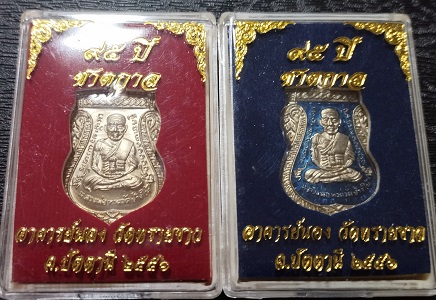 ๙๕ ปี
ชาตกาล
อาจารย์นอง วัดทรายขาว
จ.ปัตตานี ๒๕๕๖
๙๕ ปี
ชาตกาล
อาจารย์นอง วัดทรายขาว
จ.ปัตตานี ๒๕๕๖